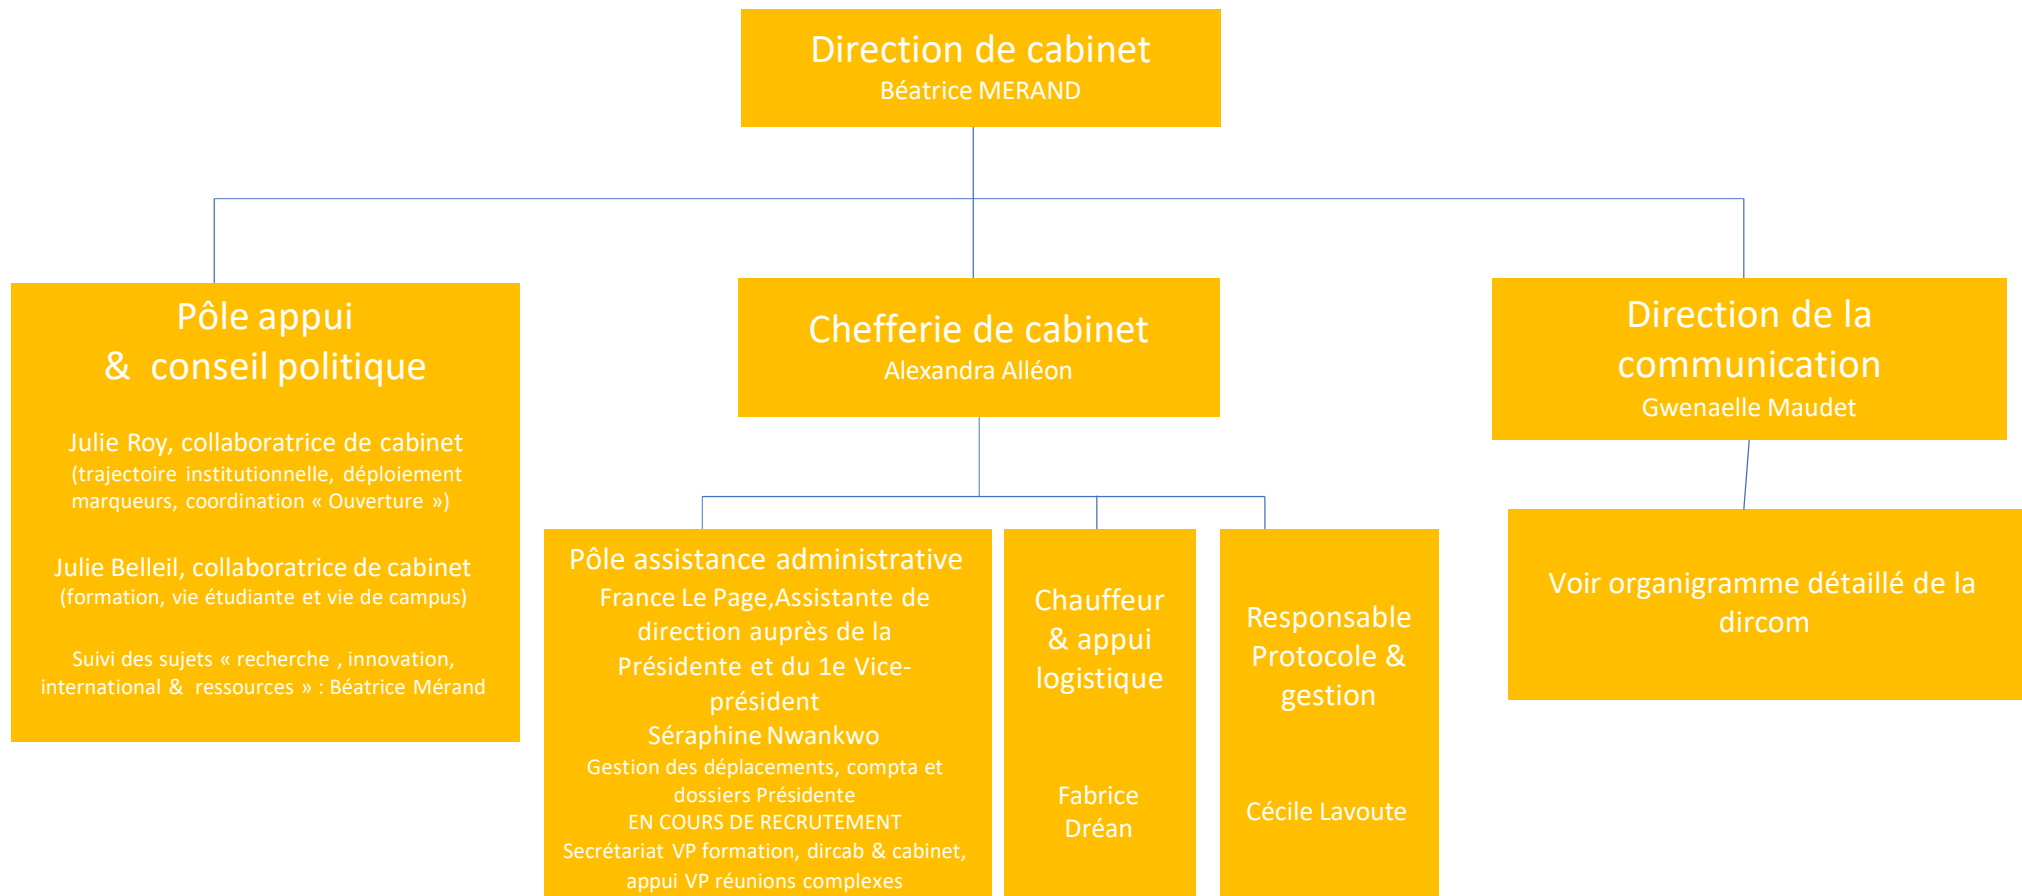 Direction de cabinet
Béatrice MERAND
Pôle appui
& conseil politique
Julie Roy, collaboratrice de cabinet
(trajectoire institutionnelle, déploiement
marqueurs, coordination « Ouverture »)
Julie Belleil, collaboratrice de cabinet
(formation, vie étudiante et vie de campus)
Suivi des sujets « recherche , innovation,
international & ressources » : Béatrice Mérand
Chefferie de cabinet
Alexandra Alléon
Direction de la
communication
Gwenaelle Maudet
Pôle assistance administrative
France Le Page,Assistante de
direction auprès de la
Présidente et du 1e Vice-
président
Séraphine Nwankwo
Gestion des déplacements, compta et
dossiers Présidente
EN COURS DE RECRUTEMENT
Secrétariat VP formation, dircab & cabinet,
appui VP réunions complexes
Chauffeur
& appui
logistique
Fabrice
Dréan
Responsable
Protocole &
gestion
Cécile Lavoute
Voir organigramme détaillé de la
dircom